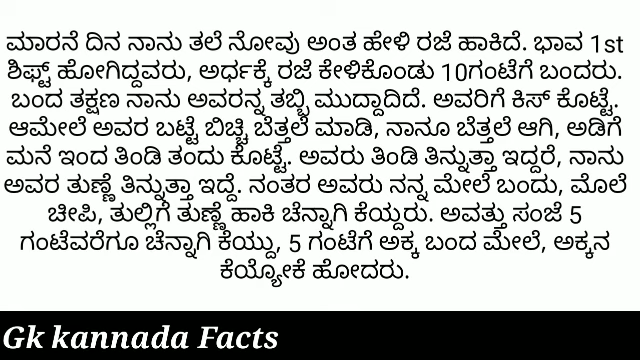 ಮಾರನೆ ದಿನ ನಾನು ತಲೆ ನೋವು ಅಂತ ಹೇಳಿ ರಜೆ ಹಾಕಿದೆ. ಭಾವ 1st
ಶಿಫ್ಟ್ ಹೋಗಿದ್ದವರು, ಅರ್ಧಕ್ಕೆ ರಜೆ ಕೇಳಿಕೊಂಡು 10ಗಂಟೆಗೆ ಬಂದರು.
ಬಂದ ತಕ್ಷಣ ನಾನು ಅವರನ್ನ ತಬ್ಬಿ ಮುದ್ದಾದಿದೆ. ಅವರಿಗೆ ಕಿಸ್ ಕೊಟ್ಟೆ.
ಆಮೇಲೆ ಅವರ ಬಟ್ಟೆ ಬಿಚ್ಚಿ ಬೆತ್ತಲೆ ಮಾಡಿ, ನಾನೂ ಬೆತ್ತಲೆ ಆಗಿ, ಅಡಿಗೆ
ಮನೆ ಇಂದ ತಿಂಡಿ ತಂದು ಕೊಟ್ಟೆ. ಅವರು ತಿಂಡಿ ತಿನ್ನುತ್ತಾ ಇದ್ದರೆ, ನಾನು
ಅವರ ತುಣ್ಣೆ ತಿನ್ನುತ್ತಾ ಇದ್ದೆ. ನಂತರ ಅವರು ನನ್ನ ಮೇಲೆ ಬಂದು, ಮೊಲೆ
ಚೀಪಿ, ತುಲ್ಲಿಗೆ ತುಣ್ಣೆ ಹಾಕಿ ಚೆನ್ನಾಗಿ ಕೆಯ್ದರು. ಅವತ್ತು ಸಂಜೆ 5
ಗಂಟೆವರೆಗೂ ಚೆನ್ನಾಗಿ ಕೆಯ್ದು, 5 ಗಂಟೆಗೆ ಅಕ್ಕ ಬಂದ ಮೇಲೆ, ಅಕ್ಕನ
ಕೆಯ್ಯೋಕೆ ಹೋದರು.
Gk kannada Facts